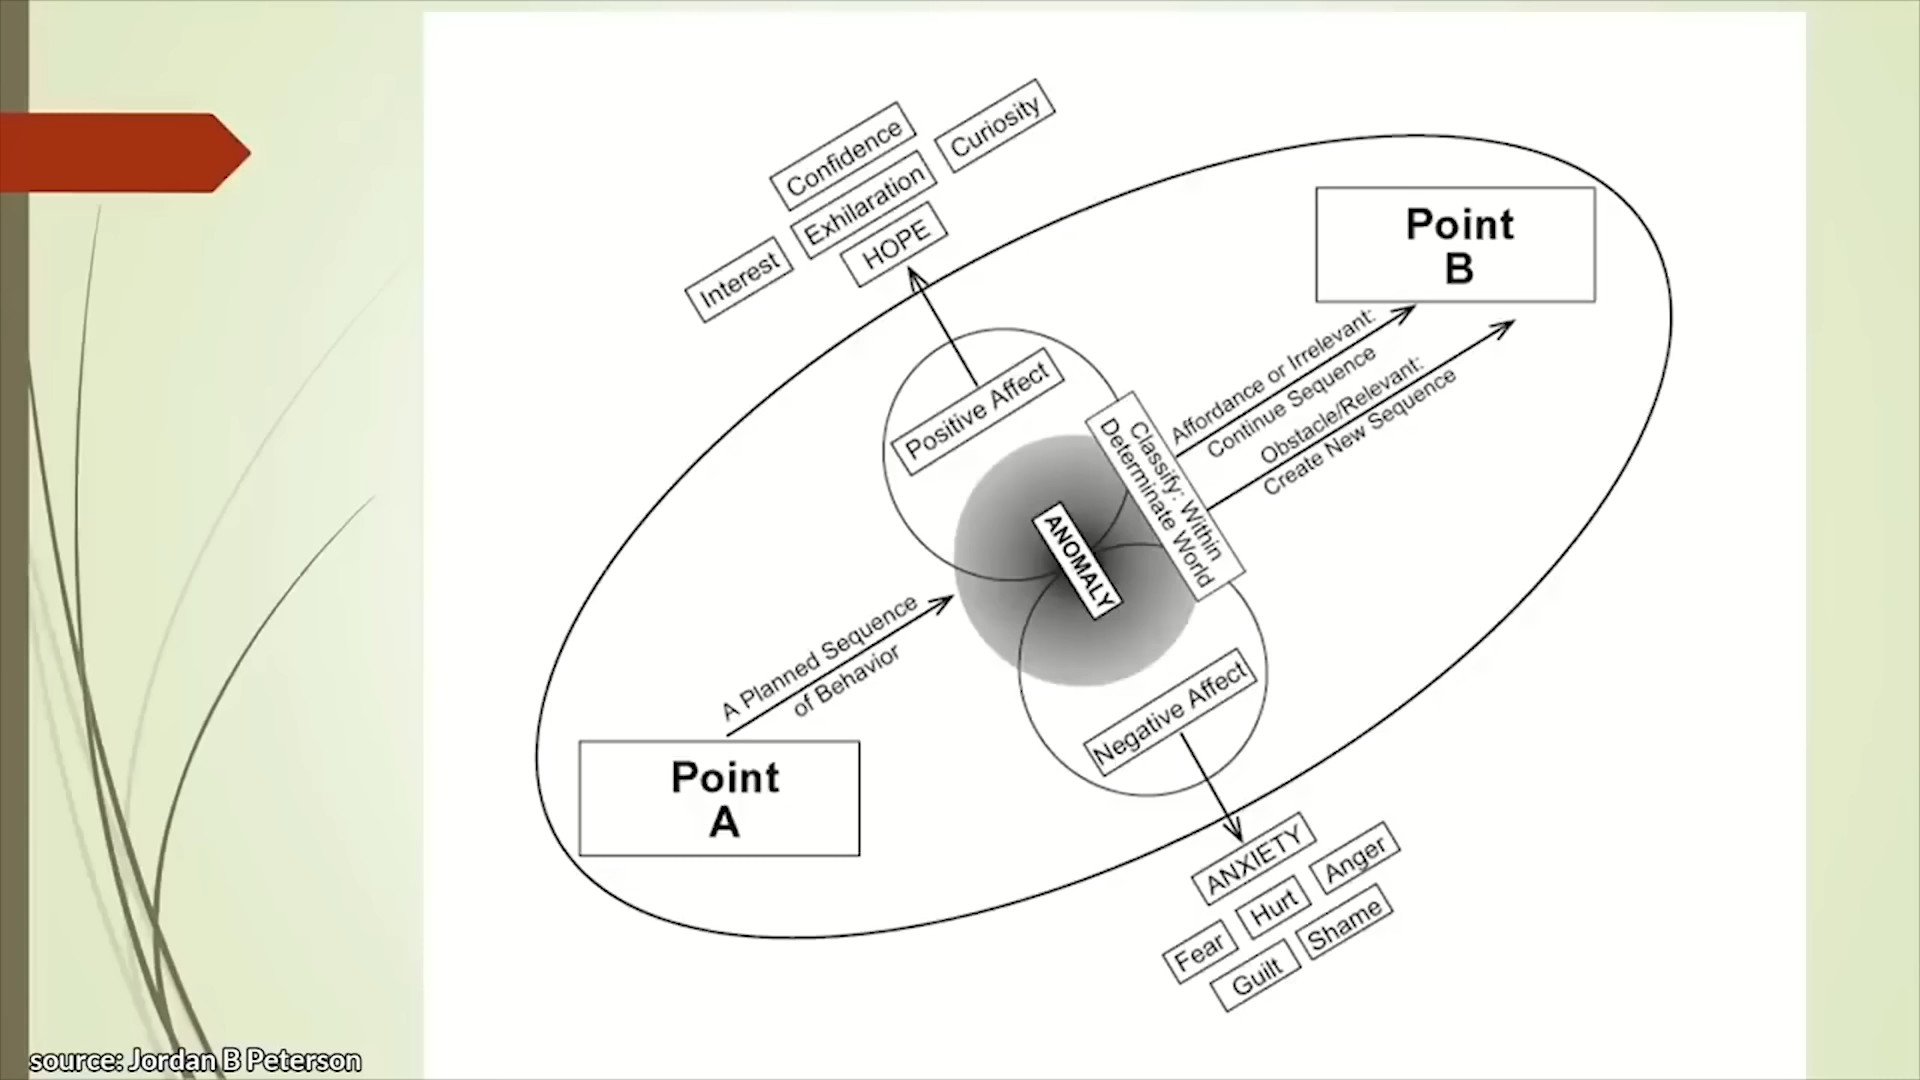 Confidence
Curiosity
Exhilaration
Interest
HOPE
Point
B
Positive Affect
Affordance or Irrelevant:
Continue Sequence
Obstacle/Relevant:
Create New Sequence
Classify: Within
Determinate World
ANOMALY
A Planned Sequence
of Behavior
Negative Affect
Point
A
ANXIETY
Anger
Hurt
Fear
Shame
Guilt
source: Jordan B Peterson